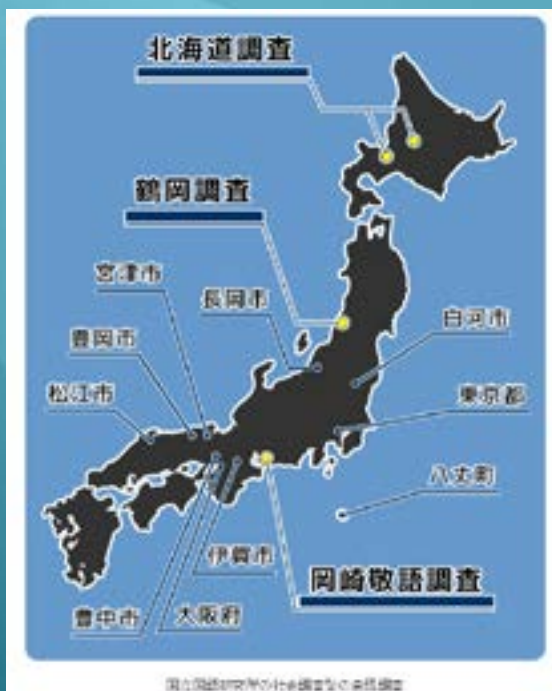 北海道調査
鶴岡調査
宮津市
長岡市
白河市
豊岡市
松江市
東京都
八丈町
伊賀市
岡崎敬語調査
豊中市
大阪府